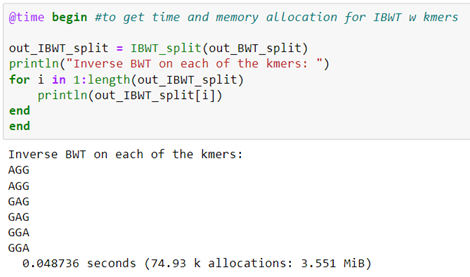 @time begin #to get time and memory allocation for IBWT w kmers
out_IBWT_split = IBWT_split(out_BWT_split)
println("Inverse BWT on each of the kmers: ")
for i in 1:length(out_IBWT_split)
    println(out_IBWT_split[i])
end
end
Inverse BWT on each of the kmers:
AGG
AGG
GAG
GAG
GGA
GGA
  0.048736 seconds (74.93 k allocations: 3.551 MiB)